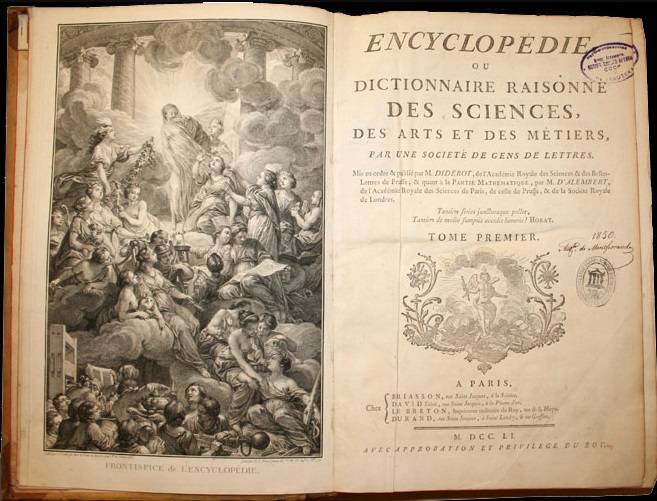 FRONTISPICE de L'ENCYCLOPÉDIE.
ENCYCLOPEDIE,
OU
DICTIONNAIRE RAISONNÉ
DES SCIENCES,
DES ARTS ET DES MÉTIERS,
PAR UNE SOCIETÉ DE GENS DE LETTRES.
Mis en ordre & publié par M. DIDEROT, de l'Académie Royale des Sciences & des Belles-
Lettres de Prusse; & quant à la PARTIE MATHÉMATIQUE, par M. D'ALEMBERT,
de l'Académie Royale des Sciences de Paris, de celle de Prusse, & de la Societé Royale
de Londres.
Tantùm series juncturaque pollet,
Tantùm de medio sumptis accedit honoris! HORAT.
TOME PREMIER.
1850
A PARIS,
Chez
BRIASSON, rue Saint Jacques, à la Science.
DAVID l'aîné, rue Saint Jacques, à la Plume d'or.
LE BRETON, Imprimeur ordinaire du Roy, rue de la Harpe.
DURAND, rue Saint Jacques, à Saint Landry, & au Griffon.
M. DCC. LI.
AVEC APPROBATION ET PRIVILEGE DU ROY.